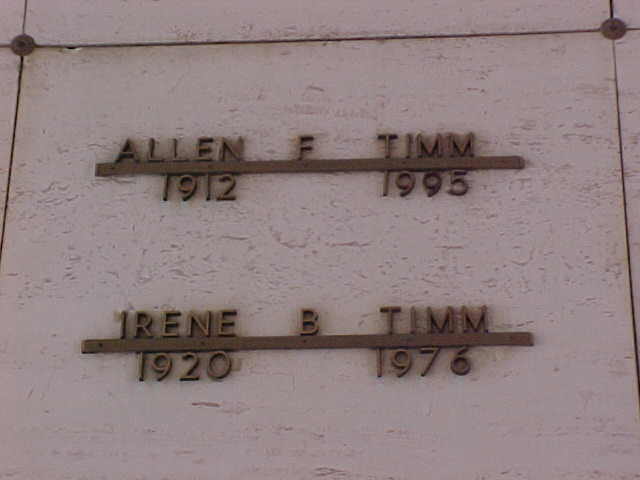 ALLEN F TIMM
1912 1995
IRENE B TIMM
1920 1976